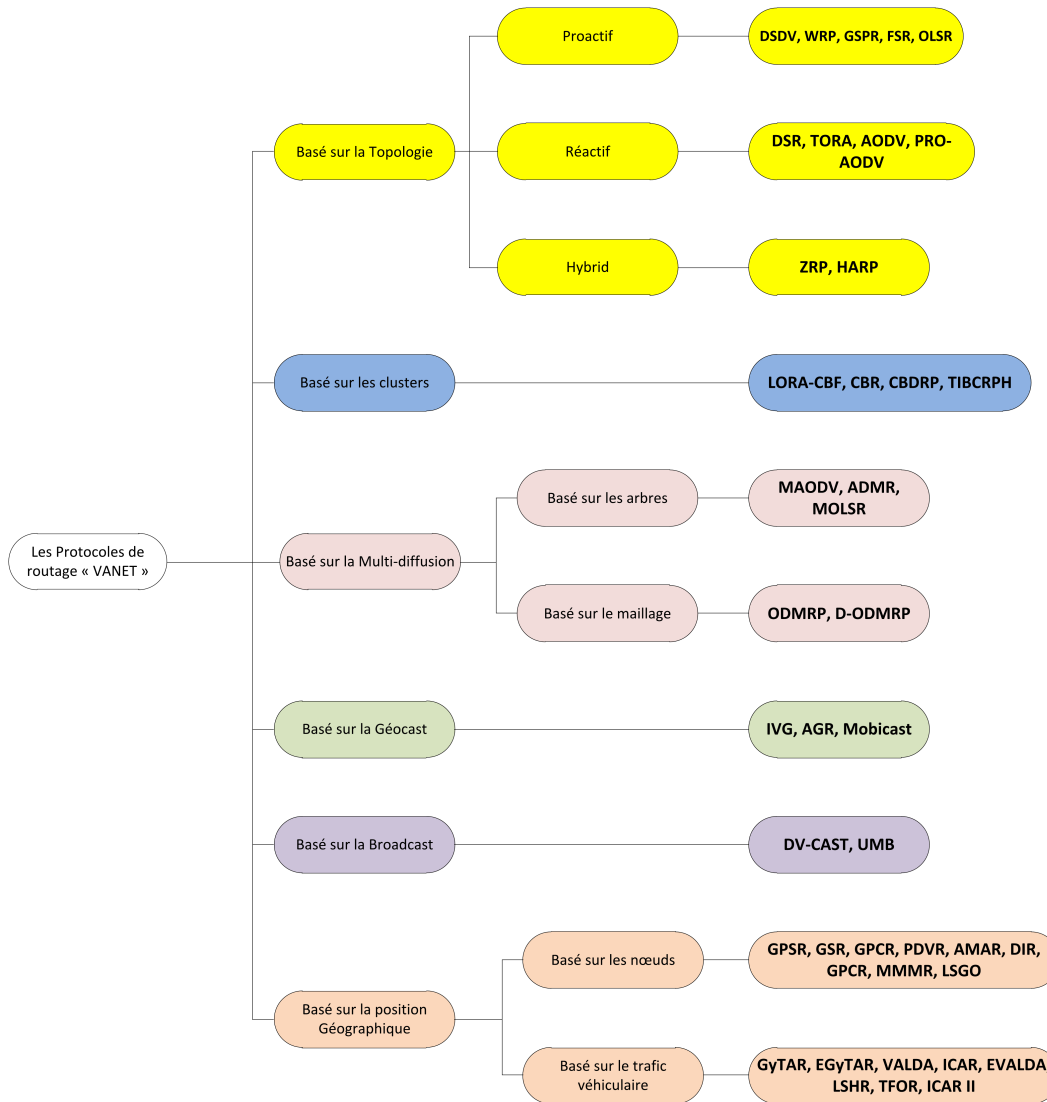 Les Protocoles de
routage « VANET »
Basé sur la Topologie
Proactif
DSDV, WRP, GSPR, FSR, OLSR
Réactif
DSR, TORA, AODV, PRO-
AODV
Hybrid
ZRP, HARP
Basé sur les clusters
LORA-CBF, CBR, CBDRP, TIBCRPH
Basé sur la Multi-diffusion
Basé sur les arbres
MAODV, ADMR,
MOLSR
Basé sur le maillage
ODMRP, D-ODMRP
Basé sur la Géocast
IVG, AGR, Mobicast
Basé sur la Broadcast
DV-CAST, UMB
Basé sur la position
Géographique
Basé sur les nœuds
GPSR, GSR, GPCR, PDVR, AMAR, DIR,
GPCR, MMMR, LSGO
Basé sur le trafic
véhiculaire
GyTAR, EGyTAR, VALDA, ICAR, EVALDA
LSHR, TFOR, ICAR II